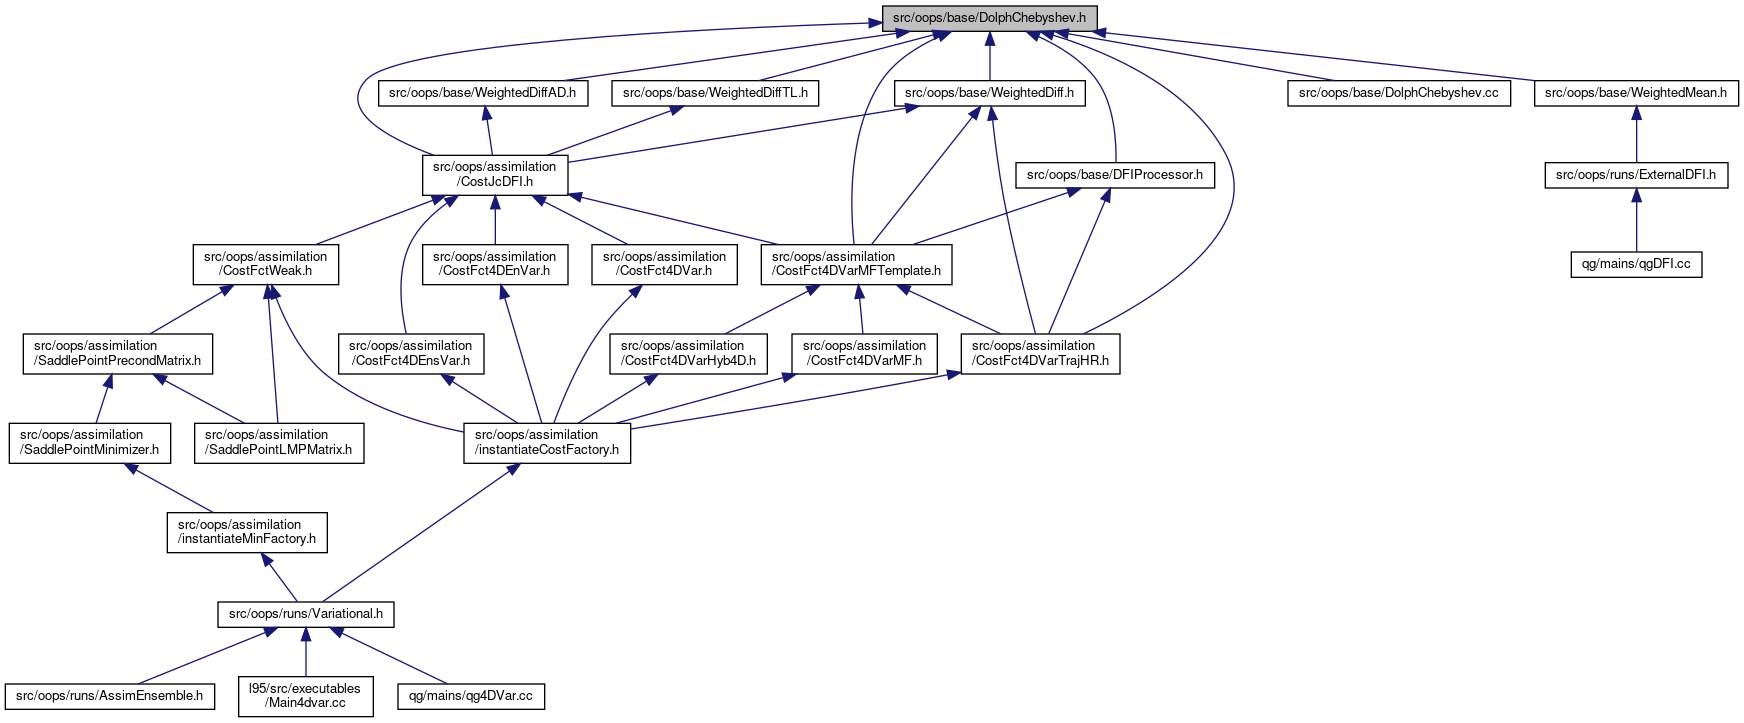 src/oops/base/DolphChebyshev.h
src/oops/base/WeightedDiffAD.h
src/oops/base/WeightedDiffTL.h
src/oops/base/WeightedDiff.h
src/oops/base/DolphChebyshev.cc
src/oops/base/WeightedMean.h
src/oops/assimilation
/CostJcDFI.h
src/oops/base/DFIProcessor.h
src/oops/runs/ExternalDFI.h
src/oops/assimilation
/CostFctWeak.h
src/oops/assimilation
/CostFct4DEnVar.h
src/oops/assimilation
/CostFct4DVar.h
src/oops/assimilation
/CostFct4DVarMFTemplate.h
qg/mains/qgDFI.cc
src/oops/assimilation
/SaddlePointPrecondMatrix.h
src/oops/assimilation
/CostFct4DEnsVar.h
src/oops/assimilation
/CostFct4DVarHyb4D.h
src/oops/assimilation
/CostFct4DVarMF.h
src/oops/assimilation
/CostFct4DVarTrajHR.h
src/oops/assimilation
/SaddlePointMinimizer.h
src/oops/assimilation
/SaddlePointLMPMatrix.h
src/oops/assimilation
/instantiateCostFactory.h
src/oops/assimilation
/instantiateMinFactory.h
src/oops/runs/Variational.h
src/oops/runs/AssimEnsemble.h
l95/src/executables
/Main4dvar.cc
qg/mains/qg4DVar.cc